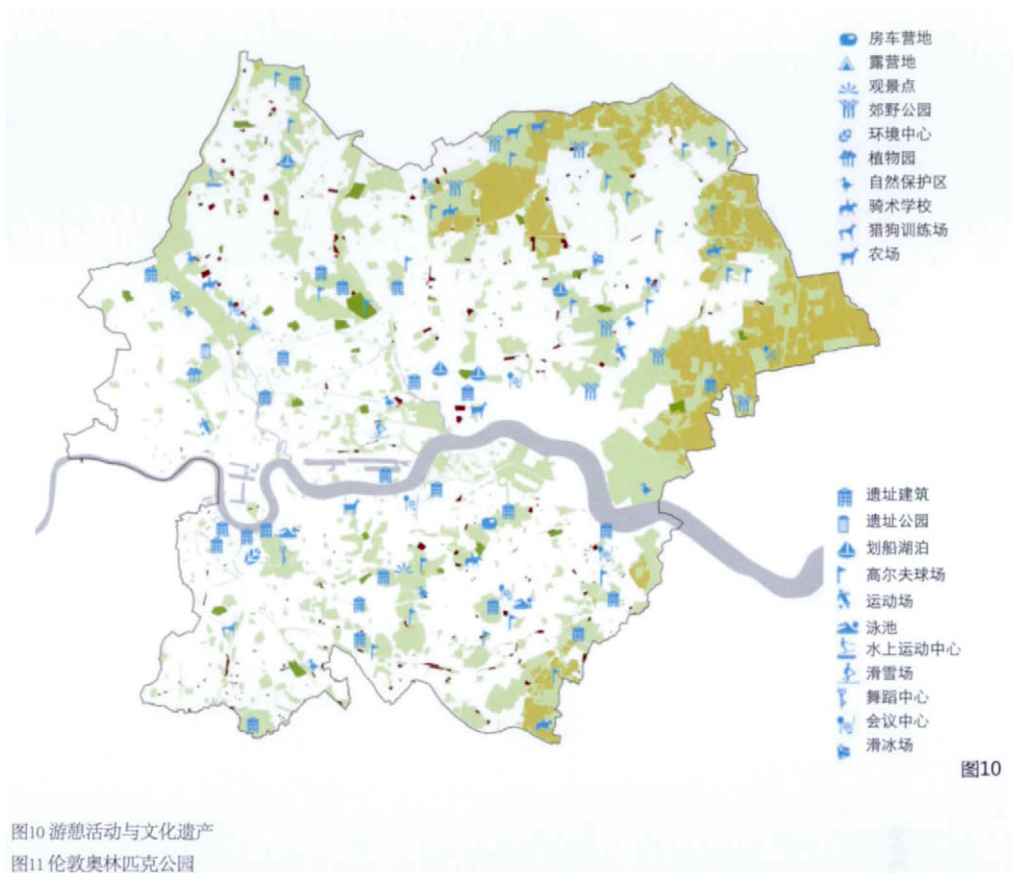 房车营地
露营地
观景点
郊野公园
环境中心
植物园
自然保护区
骑术学校
猎狗训练场
农场
遗址建筑
遗址公园
划船湖泊
高尔夫球场
运动场
泳池
水上运动中心
滑雪场
舞蹈中心
会议中心
滑冰场
图10
图10 游憩活动与文化遗产
图11 伦敦奥林匹克公园